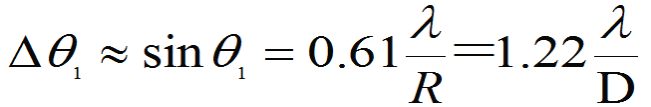 Δθ₁ ≈ sin θ₁ = 0.61 λ/R = 1.22 λ/D